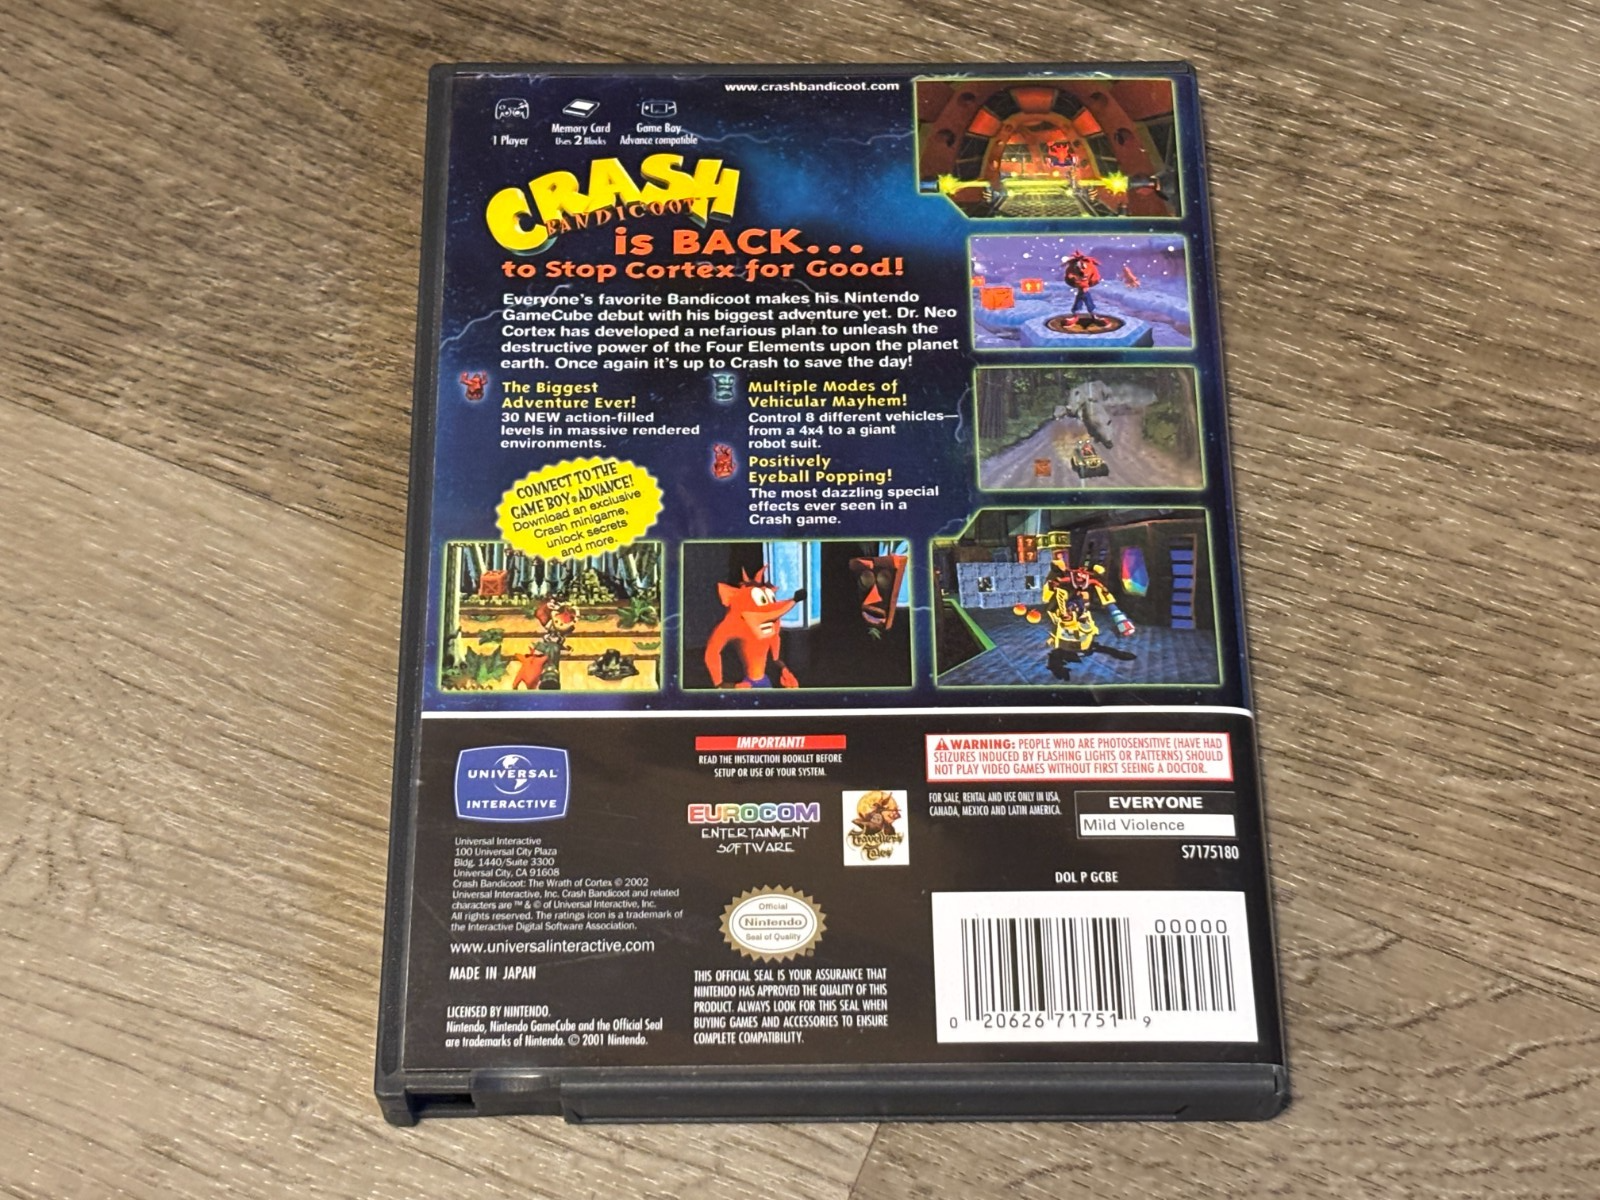 www.crashbandicoot.com
1 Player
Memory Card
Uses 2 Blocks
Game Boy
Advance compatible
CRASH
BANDICOOT
is BACK...
to Stop Cortex for Good!
Everyone's favorite Bandicoot makes his Nintendo
GameCube debut with his biggest adventure yet. Dr. Neo
Cortex has developed a nefarious plan to unleash the
destructive power of the Four Elements upon the planet
earth. Once again it's up to Crash to save the day!
The Biggest
Adventure Ever!
30 NEW action-filled
levels in massive rendered
environments.
Multiple Modes of
Vehicular Mayhem!
Control 8 different vehicles—
from a 4x4 to a giant
robot suit.
Positively
Eyeball Popping!
The most dazzling special
effects ever seen in a
Crash game.
CONNECT TO THE
GAME BOY® ADVANCE!
Download an exclusive
Crash minigame,
unlock secrets
and more.
UNIVERSAL
INTERACTIVE
Universal Interactive
100 Universal City Plaza
Bldg. 1440/Suite 3300
Universal City, CA 91608
Crash Bandicoot: The Wrath of Cortex © 2002
Universal Interactive, Inc. Crash Bandicoot and related
characters are ™ & © of Universal Interactive, Inc.
All rights reserved. The ratings icon is a trademark of
the Interactive Digital Software Association.
www.universalinteractive.com
MADE IN JAPAN
LICENSED BY NINTENDO.
Nintendo, Nintendo GameCube and the Official Seal
are trademarks of Nintendo. © 2001 Nintendo.
IMPORTANT!
READ THE INSTRUCTION BOOKLET BEFORE
SETUP OR USE OF YOUR SYSTEM.
EUROCOM
ENTERTAINMENT
SOFTWARE
Travellers
Tales
Official
Nintendo
Seal of Quality
THIS OFFICIAL SEAL IS YOUR ASSURANCE THAT
NINTENDO HAS APPROVED THE QUALITY OF THIS
PRODUCT. ALWAYS LOOK FOR THIS SEAL WHEN
BUYING GAMES AND ACCESSORIES TO ENSURE
COMPLETE COMPATIBILITY.
WARNING: PEOPLE WHO ARE PHOTOSENSITIVE (HAVE HAD
SEIZURES INDUCED BY FLASHING LIGHTS OR PATTERNS) SHOULD
NOT PLAY VIDEO GAMES WITHOUT FIRST SEEING A DOCTOR.
FOR SALE, RENTAL AND USE ONLY IN USA,
CANADA, MEXICO AND LATIN AMERICA.
EVERYONE
Mild Violence
S7175180
DOL P GCBE
00000
0 20626 71751 9